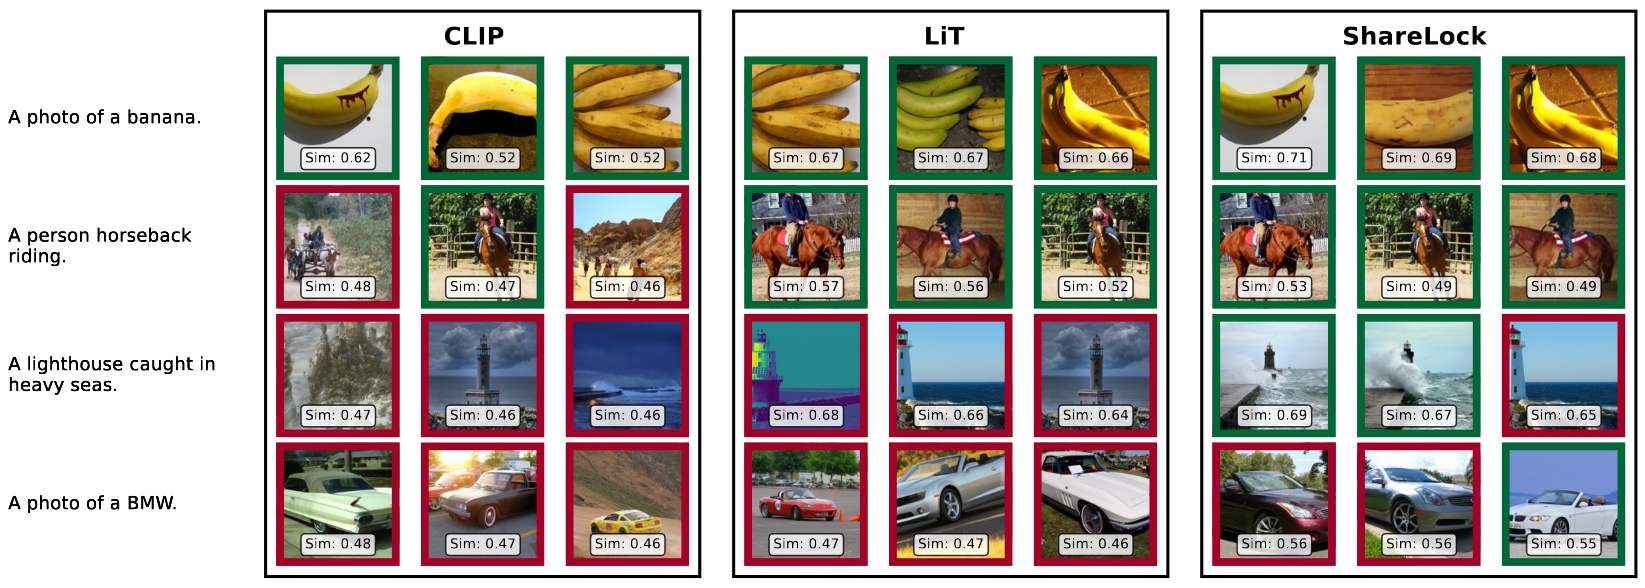 CLIP
LiT
ShareLock
A photo of a banana.
Sim: 0.62
Sim: 0.52
Sim: 0.52
Sim: 0.67
Sim: 0.67
Sim: 0.66
Sim: 0.71
Sim: 0.69
Sim: 0.68
A person horseback
riding.
Sim: 0.48
Sim: 0.47
Sim: 0.46
Sim: 0.57
Sim: 0.56
Sim: 0.52
Sim: 0.53
Sim: 0.49
Sim: 0.49
A lighthouse caught in
heavy seas.
Sim: 0.47
Sim: 0.46
Sim: 0.46
Sim: 0.68
Sim: 0.66
Sim: 0.64
Sim: 0.69
Sim: 0.67
Sim: 0.65
A photo of a BMW.
Sim: 0.48
Sim: 0.47
Sim: 0.46
Sim: 0.47
Sim: 0.47
Sim: 0.46
Sim: 0.56
Sim: 0.56
Sim: 0.55